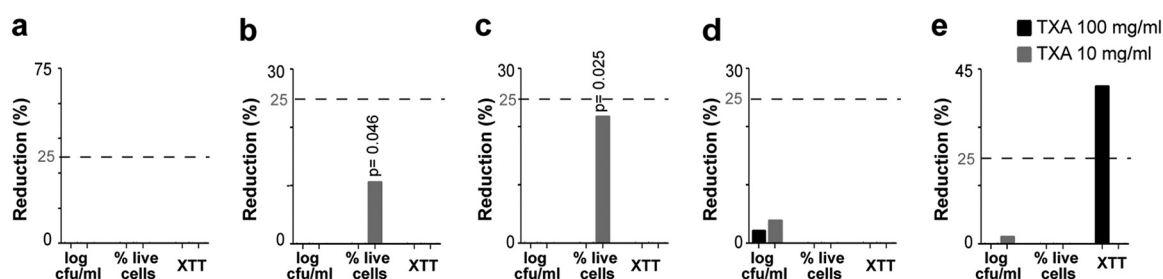 a
75
25
0
Reduction (%)
log
cfu/ml
% live
cells
XTT
b
30
25
0
Reduction (%)
p= 0.046
log
cfu/ml
% live
cells
XTT
c
30
25
0
Reduction (%)
p= 0.025
log
cfu/ml
% live
cells
XTT
d
30
25
0
Reduction (%)
log
cfu/ml
% live
cells
XTT
e
TXA 100 mg/ml
TXA 10 mg/ml
45
25
0
Reduction (%)
log
cfu/ml
% live
cells
XTT